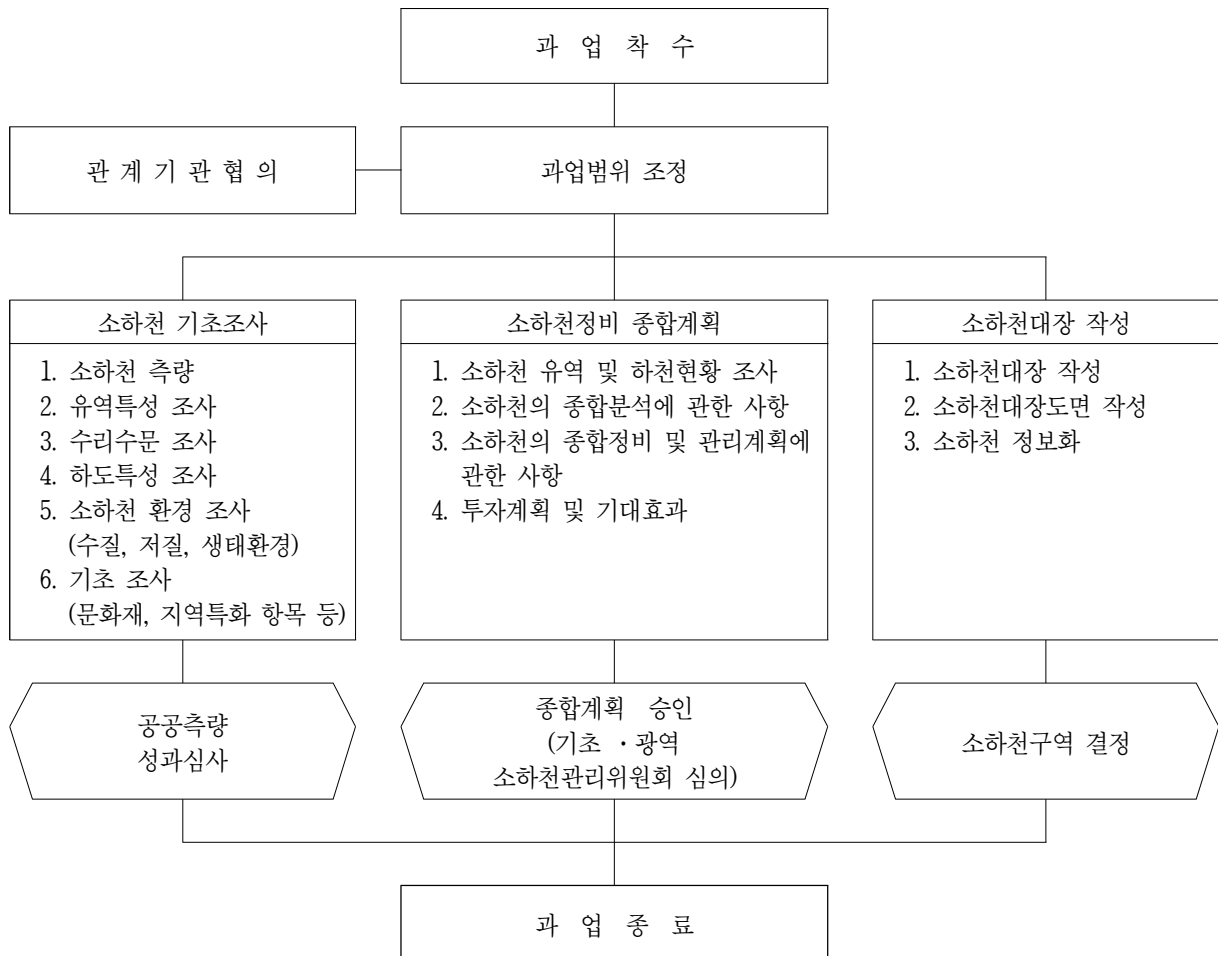 과 업 착 수
관 계 기 관 협 의
과업범위 조정
소하천 기초조사
1. 소하천 측량
2. 유역특성 조사
3. 수리수문 조사
4. 하도특성 조사
5. 소하천 환경 조사
(수질, 저질, 생태환경)
6. 기초 조사
(문화재, 지역특화 항목 등)
소하천정비 종합계획
1. 소하천 유역 및 하천현황 조사
2. 소하천의 종합분석에 관한 사항
3. 소하천의 종합정비 및 관리계획에
관한 사항
4. 투자계획 및 기대효과
소하천대장 작성
1. 소하천대장 작성
2. 소하천대장도면 작성
3. 소하천 정보화
공공측량
성과심사
종합계획 승인
(기초 ・광역
소하천관리위원회 심의)
소하천구역 결정
과 업 종 료